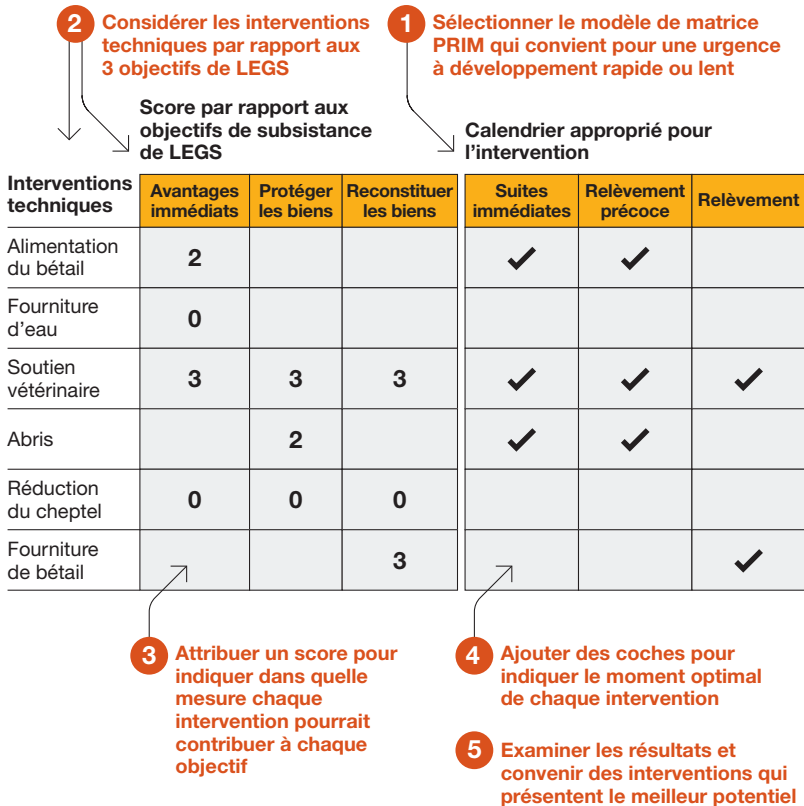 2 Considérer les interventions
techniques par rapport aux
3 objectifs de LEGS
1 Sélectionner le modèle de matrice
PRIM qui convient pour une urgence
à développement rapide ou lent
Score par rapport aux
objectifs de subsistance
de LEGS
Calendrier approprié pour
l'intervention
Interventions
techniques
Avantages
immédiats
Protéger
les biens
Reconstituer
les biens
Suites
immédiates
Relèvement
précoce
Relèvement
Alimentation
du bétail
2 ✓ ✓
Fourniture
d'eau
0
Soutien
vétérinaire
3 3 3 ✓ ✓ ✓
Abris 2 ✓ ✓
Réduction
du cheptel
0 0 0
Fourniture
de bétail
3 ✓
3 Attribuer un score pour
indiquer dans quelle
mesure chaque
intervention pourrait
contribuer à chaque
objectif
4 Ajouter des coches pour
indiquer le moment optimal
de chaque intervention
5 Examiner les résultats et
convenir des interventions qui
présentent le meilleur potentiel